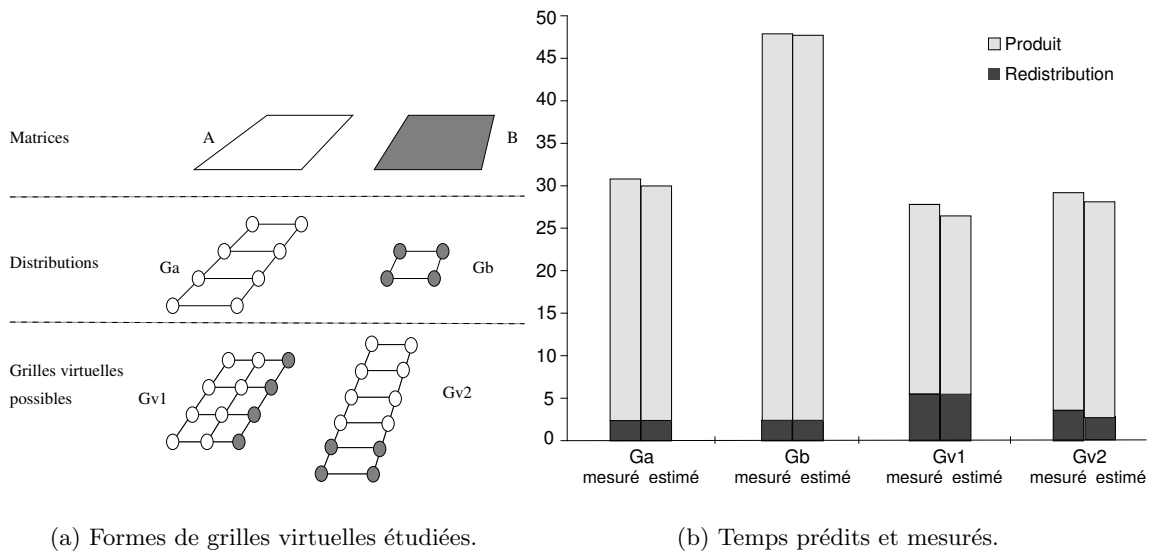 Matrices
A
B
Distributions
Ga
Gb
Grilles virtuelles
possibles
Gv1
Gv2
(a) Formes de grilles virtuelles étudiées.
50
45
40
35
30
25
20
15
10
5
0
Produit
Redistribution
Ga
mesuré estimé
Gb
mesuré estimé
Gv1
mesuré estimé
Gv2
mesuré estimé
(b) Temps prédits et mesurés.